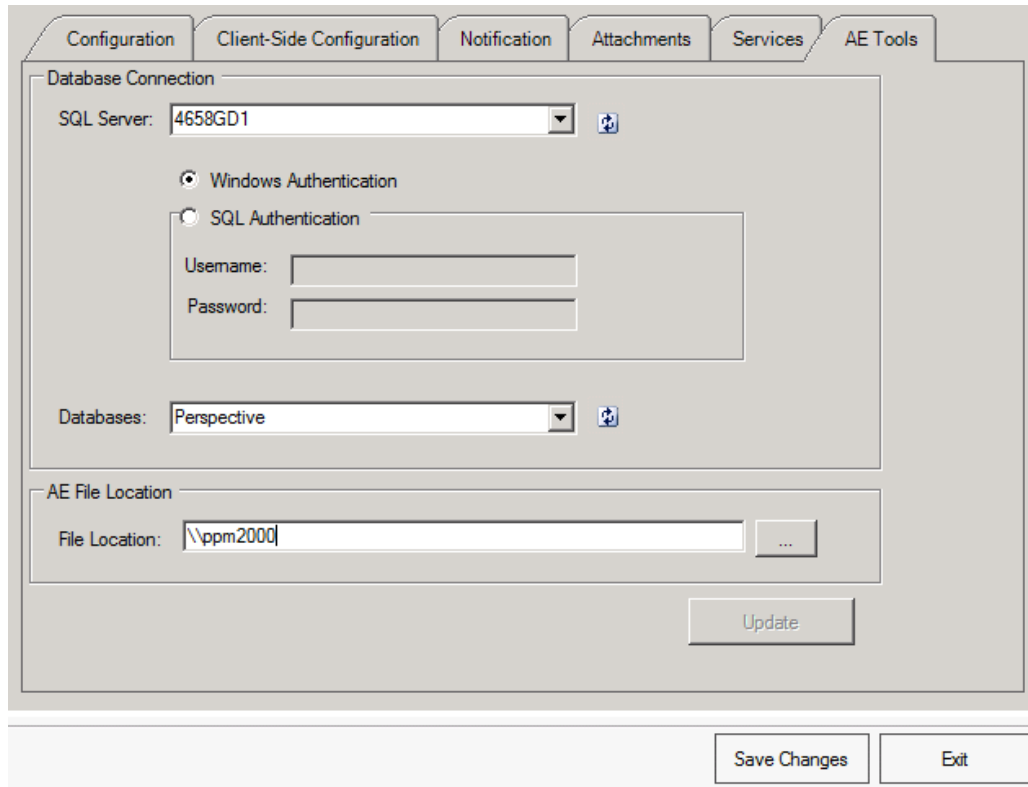 Configuration Client-Side Configuration Notification Attachments Services AE Tools
Database Connection
SQL Server: 4658GD1
Windows Authentication
SQL Authentication
Username:
Password:
Databases: Perspective
AE File Location
File Location: \\ppm2000
...
Update
Save Changes Exit